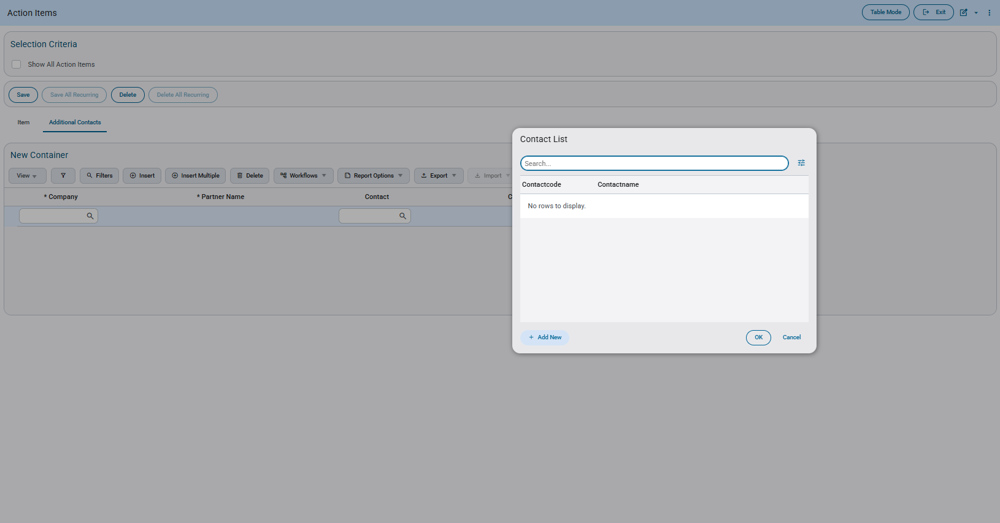 Action Items
Table Mode
Exit
Selection Criteria
Show All Action Items
Save
Save All Recurring
Delete
Delete All Recurring
Item
Additional Contacts
New Container
View
Filters
Insert
Insert Multiple
Delete
Workflows
Report Options
Export
Import
* Company
* Partner Name
Contact
C
Contact List
Search...
Contactcode
Contactname
No rows to display.
+ Add New
OK
Cancel